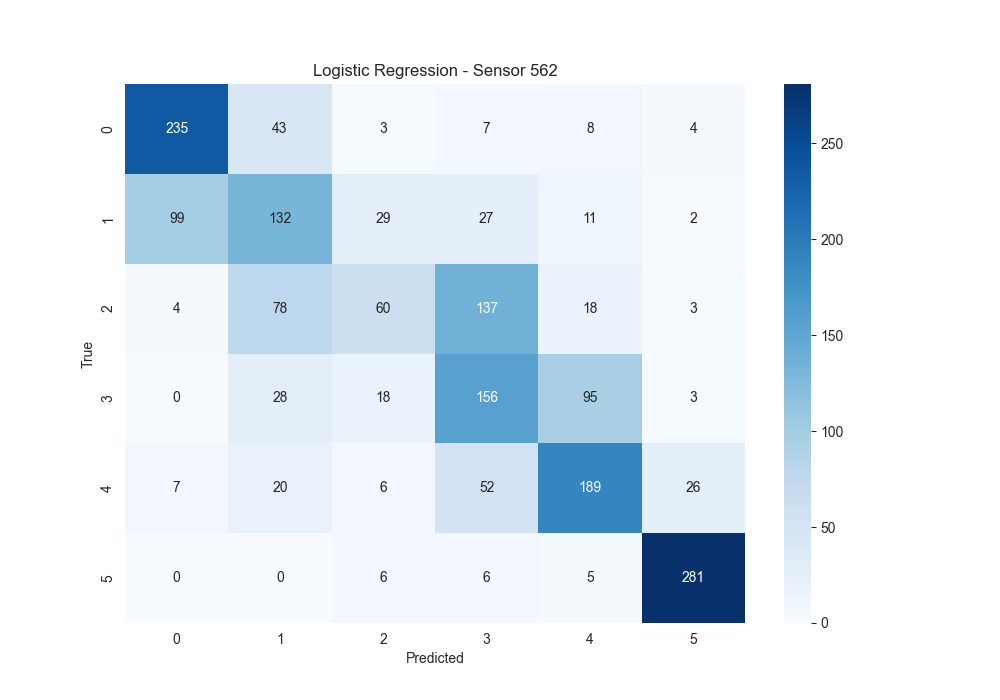 Logistic Regression - Sensor 562
0 235 43 3 7 8 4
1 99 132 29 27 11 2
2 4 78 60 137 18 3
3 0 28 18 156 95 3
4 7 20 6 52 189 26
5 0 0 6 6 5 281
0 1 2 3 4 5
Predicted
True
250
200
150
100
50
0